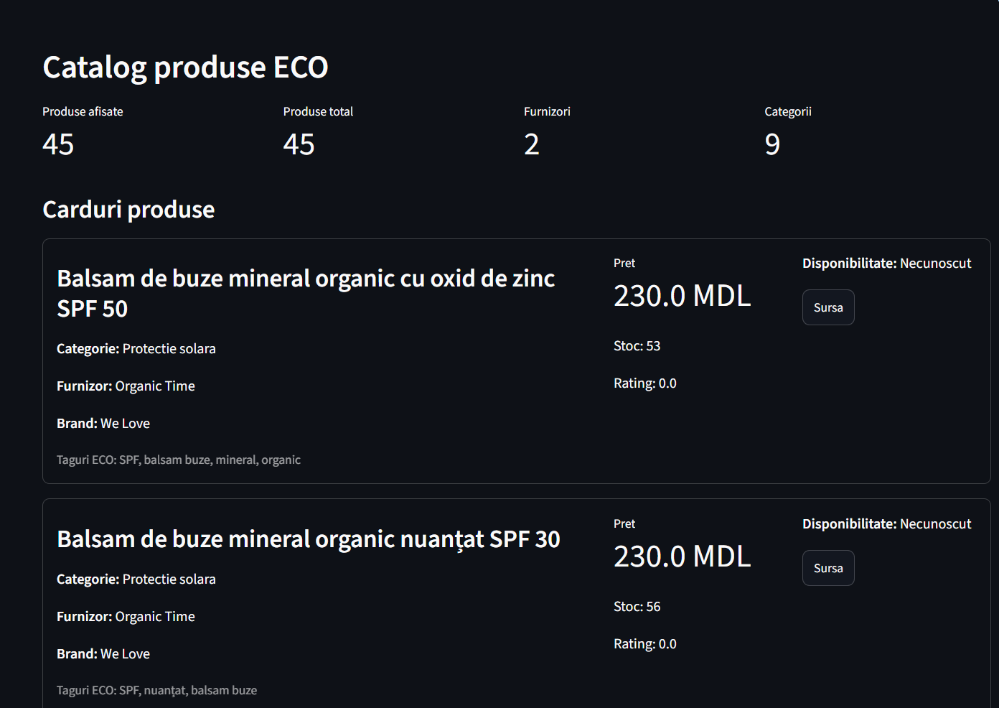 Catalog produse ECO
Produse afisate
45
Produse total
45
Furnizori
2
Categorii
9
Carduri produse
Balsam de buze mineral organic cu oxid de zinc
SPF 50
Categorie: Protectie solara
Furnizor: Organic Time
Brand: We Love
Taguri ECO: SPF, balsam buze, mineral, organic
Pret
230.0 MDL
Stoc: 53
Rating: 0.0
Disponibilitate: Necunoscut
Sursa
Balsam de buze mineral organic nuanțat SPF 30
Categorie: Protectie solara
Furnizor: Organic Time
Brand: We Love
Taguri ECO: SPF, nuanțat, balsam buze
Pret
230.0 MDL
Stoc: 56
Rating: 0.0
Disponibilitate: Necunoscut
Sursa